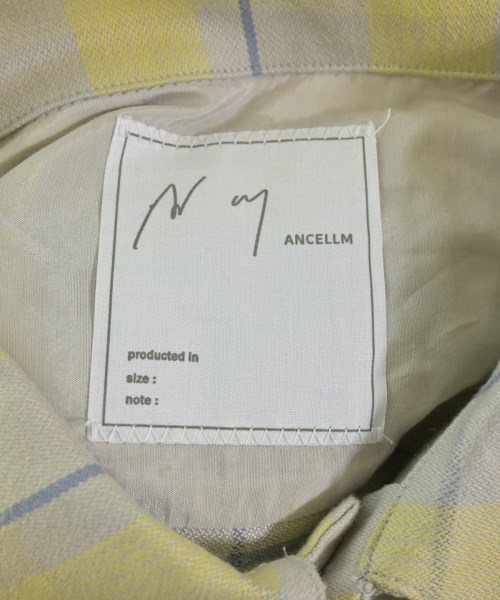 ANCELLM
producted in
size :
note :